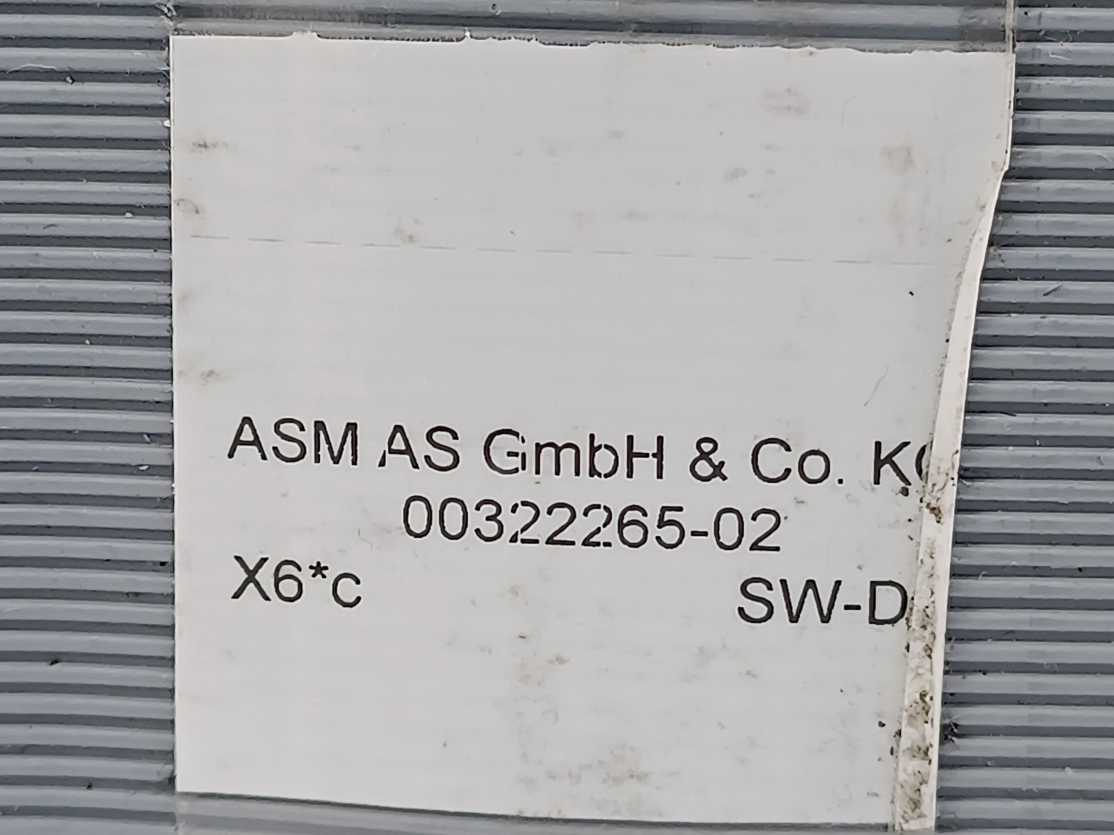 ASM AS GmbH & Co.
00322265-02
X6*c SW-D